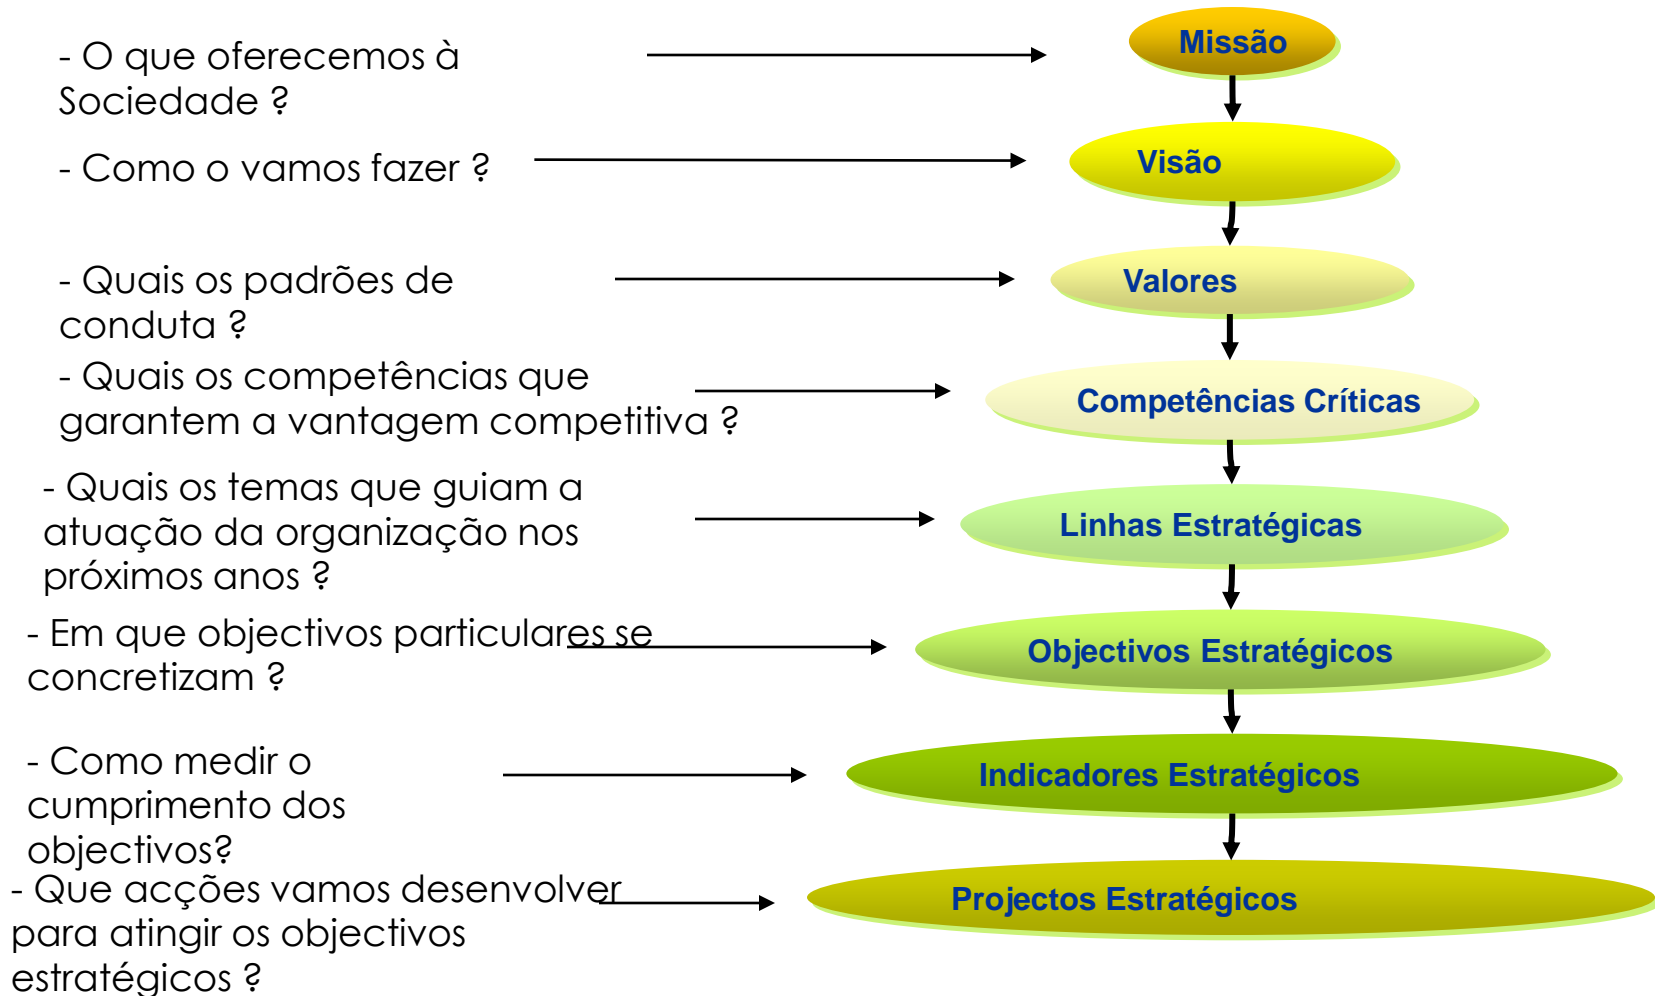 - O que oferecemos à
Sociedade ?
Missão
- Como o vamos fazer ?
Visão
- Quais os padrões de
conduta ?
Valores
- Quais os competências que
garantem a vantagem competitiva ?
Competências Críticas
- Quais os temas que guiam a
atuação da organização nos
próximos anos ?
Linhas Estratégicas
- Em que objectivos particulares se
concretizam ?
Objectivos Estratégicos
- Como medir o
cumprimento dos
objectivos?
Indicadores Estratégicos
- Que acções vamos desenvolver
para atingir os objectivos
estratégicos ?
Projectos Estratégicos